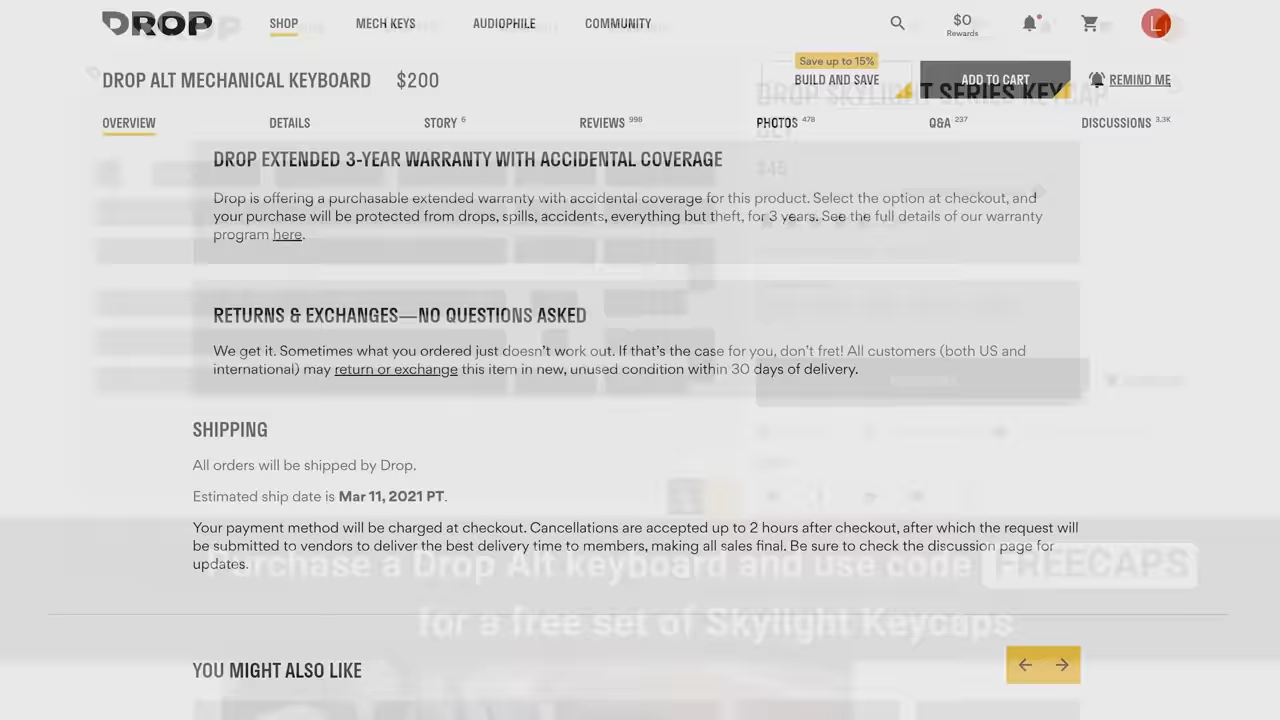 DROP
SHOP
MECH KEYS
AUDIOPHILE
COMMUNITY
$0
Rewards
L
DROP ALT MECHANICAL KEYBOARD
$200
Save up to 15%
BUILD AND SAVE
ADD TO CART
REMIND ME
DROP SKYLIGHT SERIES KEYCAP
SET
$45
OVERVIEW
DETAILS
STORY 6
REVIEWS 998
PHOTOS 478
Q&A 237
DISCUSSIONS 3.3K
DROP EXTENDED 3-YEAR WARRANTY WITH ACCIDENTAL COVERAGE
Drop is offering a purchasable extended warranty with accidental coverage for this product. Select the option at checkout, and
your purchase will be protected from drops, spills, accidents, everything but theft, for 3 years. See the full details of our warranty
program here.
RETURNS & EXCHANGES—NO QUESTIONS ASKED
We get it. Sometimes what you ordered just doesn't work out. If that's the case for you, don't fret! All customers (both US and
international) may return or exchange this item in new, unused condition within 30 days of delivery.
SHIPPING
All orders will be shipped by Drop.
Estimated ship date is Mar 11, 2021 PT.
Your payment method will be charged at checkout. Cancellations are accepted up to 2 hours after checkout, after which the request will
be submitted to vendors to deliver the best delivery time to members, making all sales final. Be sure to check the discussion page for
updates.
Purchase a Drop Alt Keyboard and use code FREECAPS
for a free set of Skylight Keycaps
YOU MIGHT ALSO LIKE